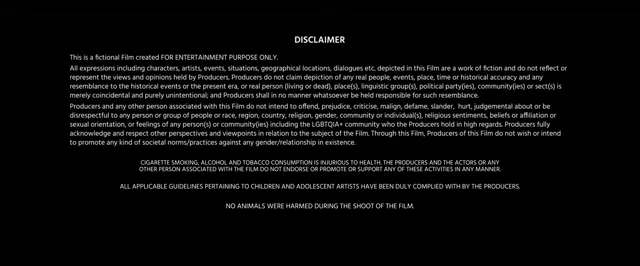 DISCLAIMER
This is a fictional Film created FOR ENTERTAINMENT PURPOSE ONLY.
All expressions including characters, artists, events, situations, geographical locations, dialogues etc. depicted in this Film are a work of fiction and do not reflect or
represent the views and opinions held by Producers. Producers do not claim depiction of any real people, events, place, time or historical accuracy and any
resemblance to the historical events or the present era, or real person (living or dead), place(s), linguistic group(s), political party(ies), community(ies) or sect(s) is
merely coincidental and purely unintentional; and Producers shall in no manner whatsoever be held responsible for such resemblance.
Producers and any other person associated with this Film do not intend to offend, prejudice, criticise, malign, defame, slander, hurt, judgemental about or be
disrespectful to any person or group of people or race, region, country, religion, gender, community or individual(s), religious sentiments, beliefs or affiliation or
sexual orientation, or feelings of any person(s) or community(ies) including the LGBTQIA+ community who the Producers hold in high regards. Producers fully
acknowledge and respect other perspectives and viewpoints in relation to the subject of the Film. Through this Film, Producers of this Film do not wish or intend
to promote any kind of societal norms/practices against any gender/relationship in existence.
CIGARETTE SMOKING, ALCOHOL AND TOBACCO CONSUMPTION IS INJURIOUS TO HEALTH. THE PRODUCERS AND THE ACTORS OR ANY
OTHER PERSON ASSOCIATED WITH THE FILM DO NOT ENDORSE OR PROMOTE OR SUPPORT ANY OF THESE ACTIVITIES IN ANY MANNER.
ALL APPLICABLE GUIDELINES PERTAINING TO CHILDREN AND ADOLESCENT ARTISTS HAVE BEEN DULY COMPLIED WITH BY THE PRODUCERS.
NO ANIMALS WERE HARMED DURING THE SHOOT OF THE FILM.